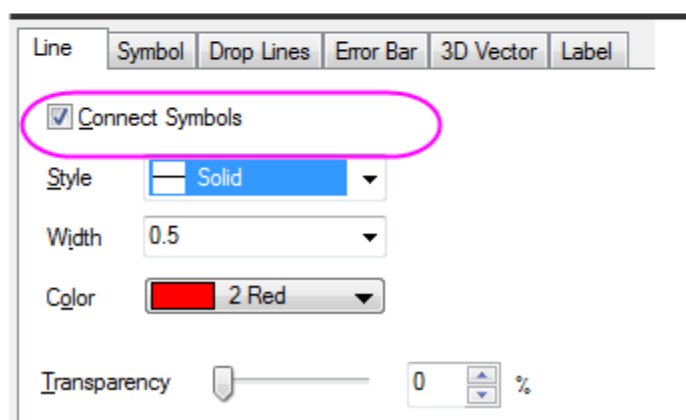 Line Symbol Drop Lines Error Bar 3D Vector Label
Connect Symbols
Style Solid
Width 0.5
Color 2 Red
Transparency 0 %